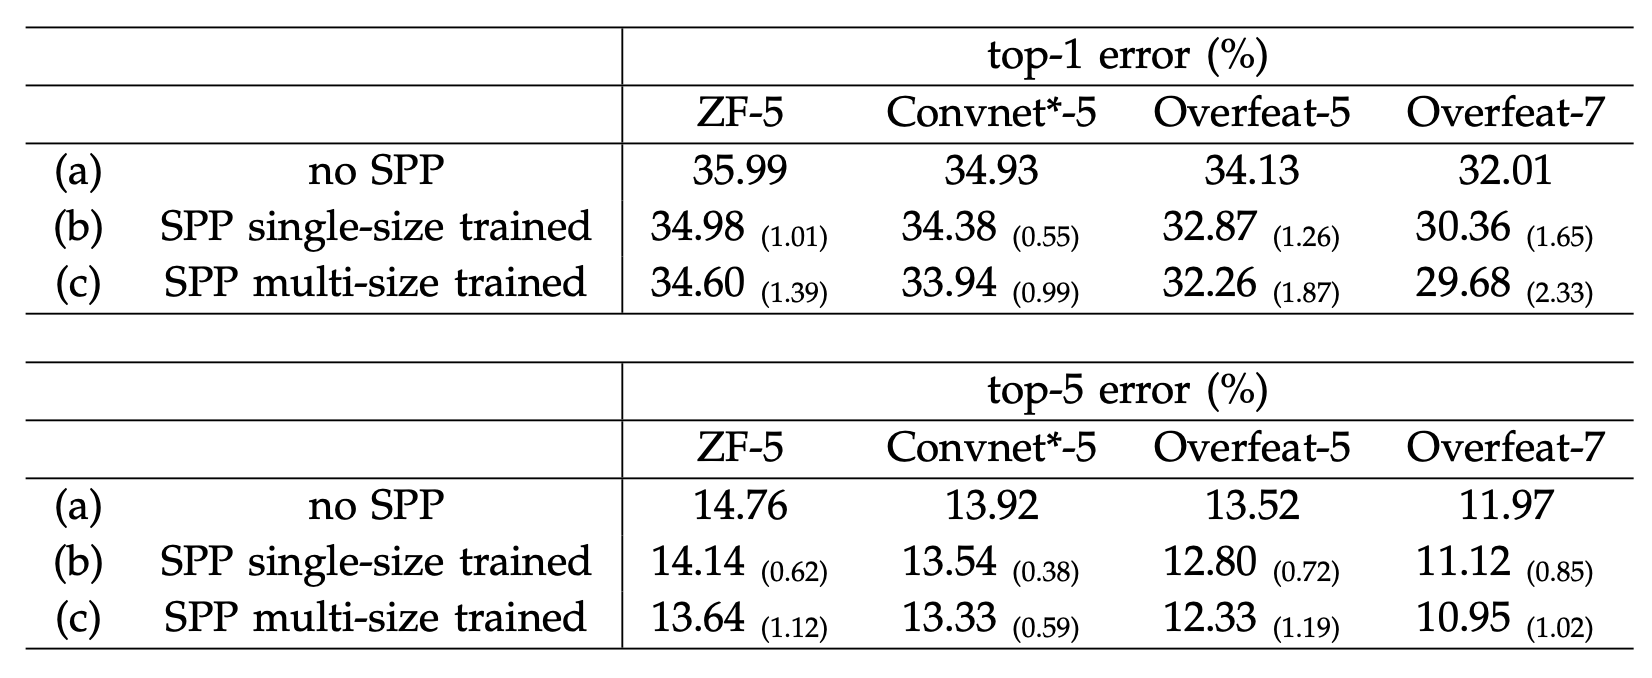 top-1 error (%)
ZF-5 Convnet*-5 Overfeat-5 Overfeat-7
(a) no SPP 35.99 34.93 34.13 32.01
(b) SPP single-size trained 34.98 (1.01) 34.38 (0.55) 32.87 (1.26) 30.36 (1.65)
(c) SPP multi-size trained 34.60 (1.39) 33.94 (0.99) 32.26 (1.87) 29.68 (2.33)
top-5 error (%)
ZF-5 Convnet*-5 Overfeat-5 Overfeat-7
(a) no SPP 14.76 13.92 13.52 11.97
(b) SPP single-size trained 14.14 (0.62) 13.54 (0.38) 12.80 (0.72) 11.12 (0.85)
(c) SPP multi-size trained 13.64 (1.12) 13.33 (0.59) 12.33 (1.19) 10.95 (1.02)